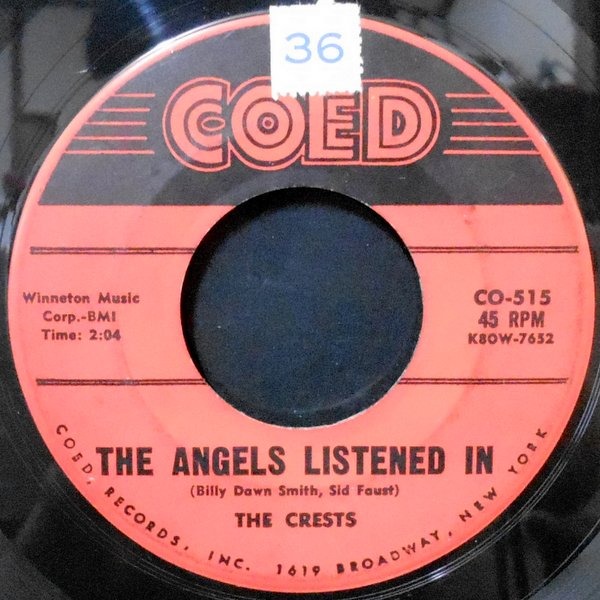 36
COED
Winneton Music
Corp.-BMI
Time: 2:04
CO-515
45 RPM
K80W-7652
THE ANGELS LISTENED IN
(Billy Dawn Smith, Sid Faust)
THE CRESTS
COED, RECORDS, INC. 1619 BROADWAY, NEW YORK